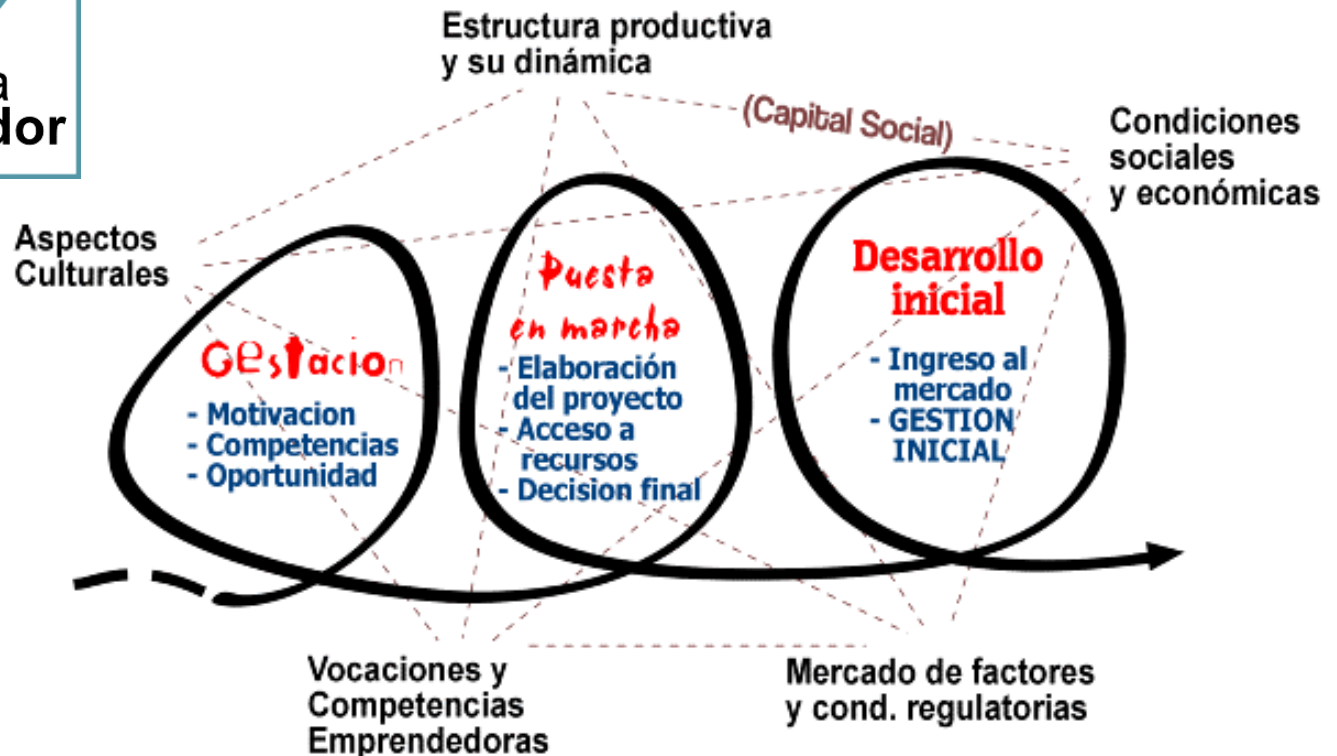 a
dor
Estructura productiva
y su dinámica
(Capital Social)
Condiciones
sociales
y económicas
Aspectos
Culturales
Gestacion
- Motivacion
- Competencias
- Oportunidad
Puesta
en marcha
- Elaboración
del proyecto
- Acceso a
recursos
- Decision final
Desarrollo
inicial
- Ingreso al
mercado
- GESTION
INICIAL
Vocaciones y
Competencias
Emprendedoras
Mercado de factores
y cond. regulatorias